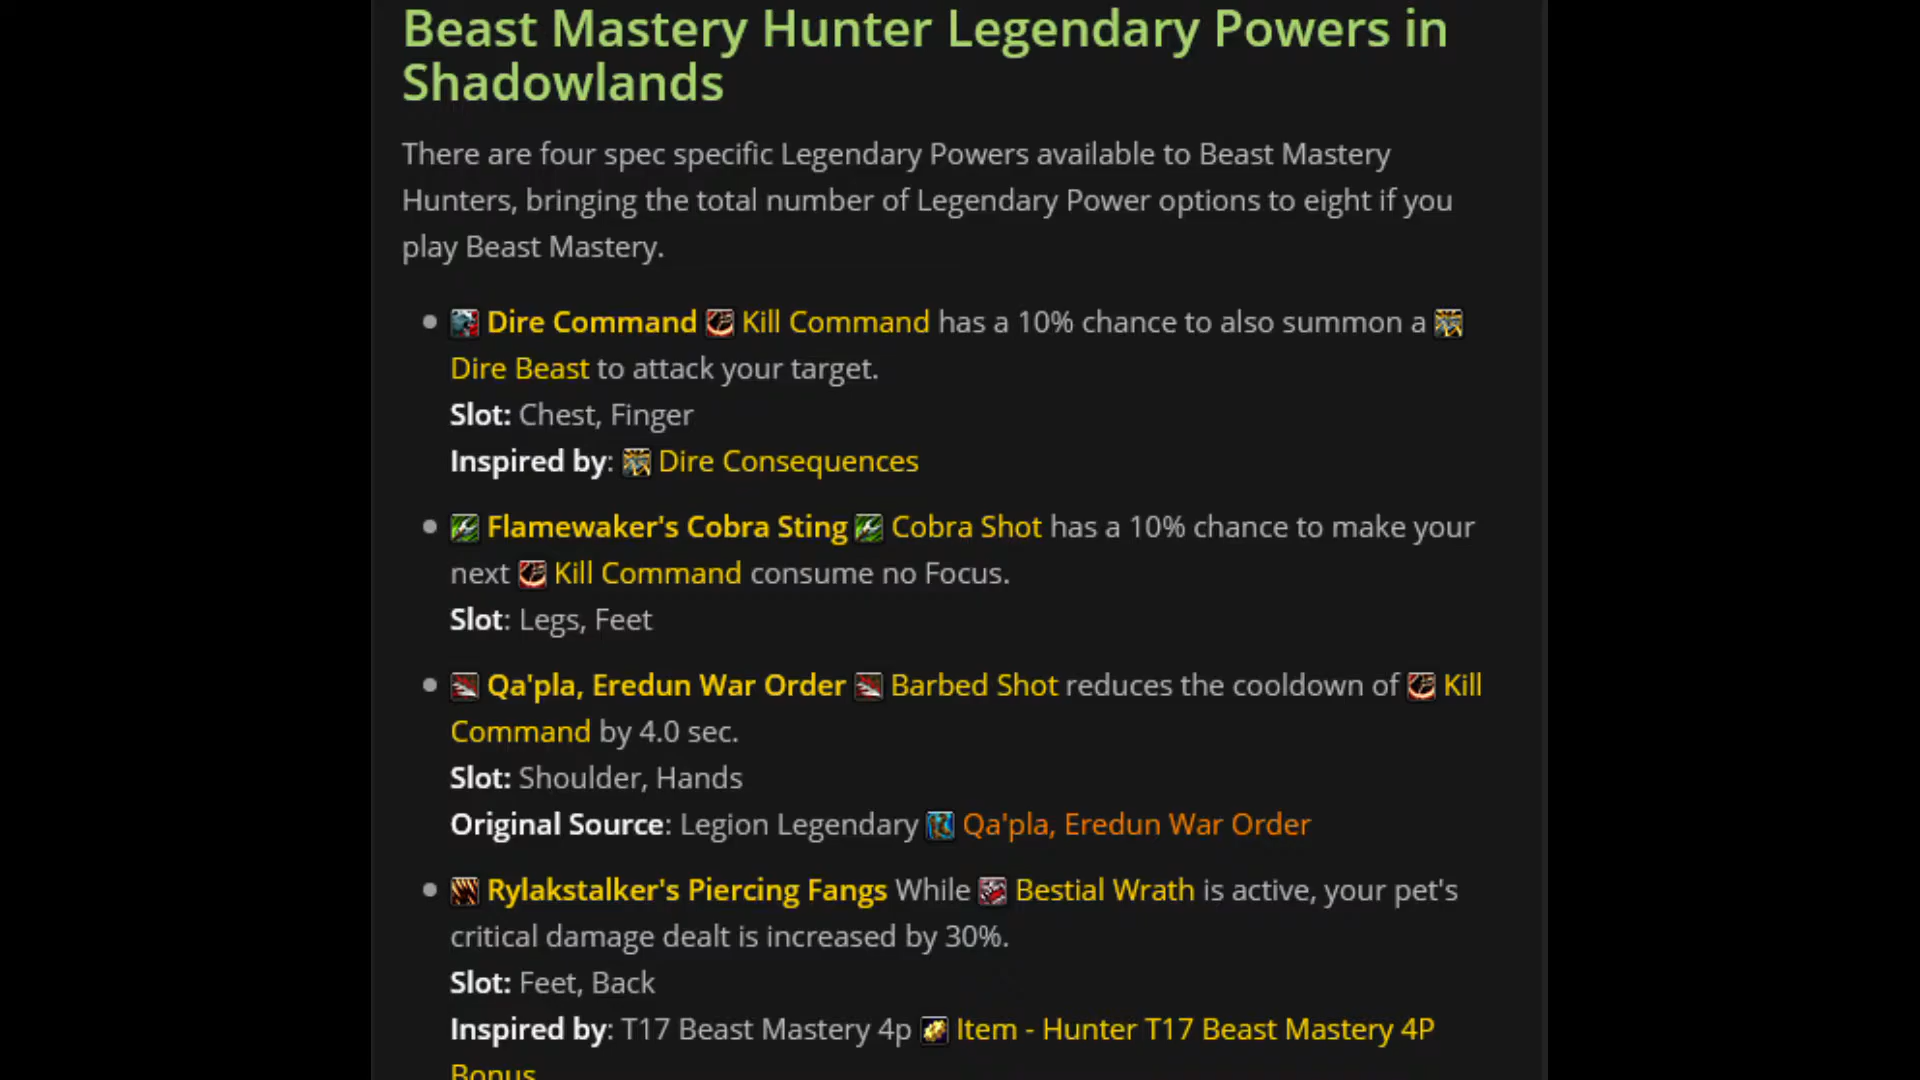 Beast Mastery Hunter Legendary Powers in
Shadowlands
There are four spec specific Legendary Powers available to Beast Mastery
Hunters, bringing the total number of Legendary Power options to eight if you
play Beast Mastery.
Dire Command Kill Command has a 10% chance to also summon a
Dire Beast to attack your target.
Slot: Chest, Finger
Inspired by: Dire Consequences
Flamewaker's Cobra Sting Cobra Shot has a 10% chance to make your
next Kill Command consume no Focus.
Slot: Legs, Feet
Qa'pla, Eredun War Order Barbed Shot reduces the cooldown of Kill
Command by 4.0 sec.
Slot: Shoulder, Hands
Original Source: Legion Legendary Qa'pla, Eredun War Order
Rylakstalker's Piercing Fangs While Bestial Wrath is active, your pet's
critical damage dealt is increased by 30%.
Slot: Feet, Back
Inspired by: T17 Beast Mastery 4p Item - Hunter T17 Beast Mastery 4P
Bonus